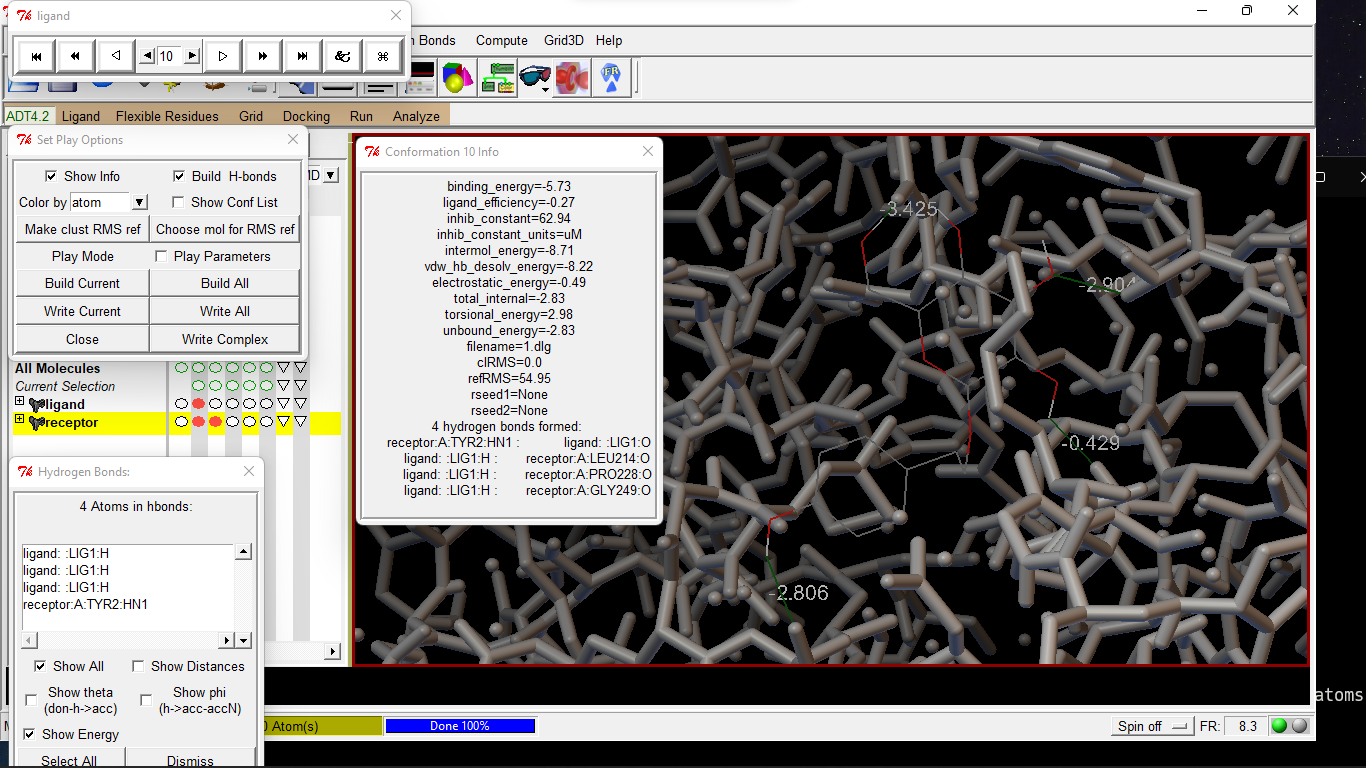 ligand
10
Bonds Compute Grid3D Help
ADT4.2 Ligand Flexible Residues Grid Docking Run Analyze
Set Play Options
Show Info Build H-bonds
Color by atom Show Conf List
Make clust RMS ref Choose mol for RMS ref
Play Mode Play Parameters
Build Current Build All
Write Current Write All
Close Write Complex
All Molecules
Current Selection
ligand
receptor
Hydrogen Bonds:
4 Atoms in hbonds:
ligand: :LIG1:H
ligand: :LIG1:H
ligand: :LIG1:H
receptor:A:TYR2:HN1
Show All Show Distances
Show theta
(don-h->acc)
Show phi
(h->acc-accN)
Show Energy
Select All Dismiss
Conformation 10 Info
binding_energy=-5.73
ligand_efficiency=-0.27
inhib_constant=62.94
inhib_constant_units=uM
intermol_energy=-8.71
vdw_hb_desolv_energy=-8.22
electrostatic_energy=-0.49
total_internal=-2.83
torsional_energy=2.98
unbound_energy=-2.83
filename=1.dlg
clRMS=0.0
refRMS=54.95
rseed1=None
rseed2=None
4 hydrogen bonds formed:
receptor:A:TYR2:HN1 : ligand: :LIG1:O
ligand: :LIG1:H : receptor:A:LEU214:O
ligand: :LIG1:H : receptor:A:PRO228:O
ligand: :LIG1:H : receptor:A:GLY249:O
-3.425
-2.904
-0.429
-2.806
atoms
Atom(s) Done 100% Spin off FR: 8.3